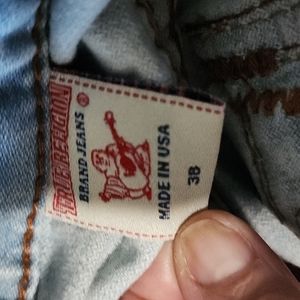 TRUE RELIGION
BRAND JEANS ®
MADE IN USA
38